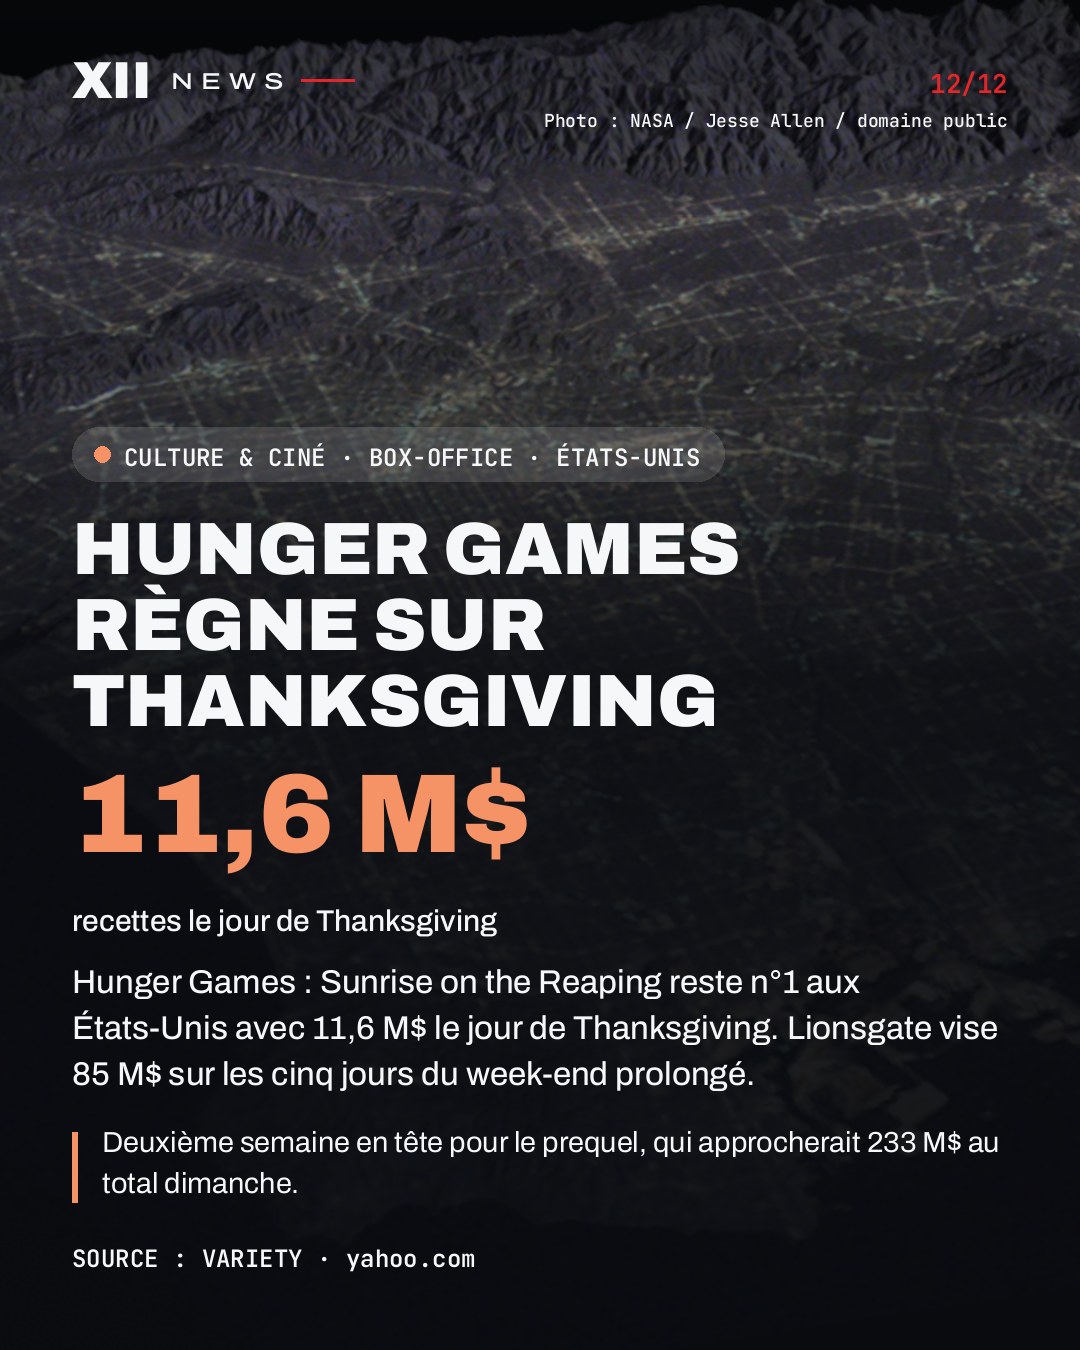 XII NEWS
12/12
Photo : NASA / Jesse Allen / domaine public
CULTURE & CINÉ · BOX-OFFICE · ÉTATS-UNIS
HUNGER GAMES
RÈGNE SUR
THANKSGIVING
11,6 M$
recettes le jour de Thanksgiving
Hunger Games : Sunrise on the Reaping reste n°1 aux
États-Unis avec 11,6 M$ le jour de Thanksgiving. Lionsgate vise
85 M$ sur les cinq jours du week-end prolongé.
Deuxième semaine en tête pour le prequel, qui approcherait 233 M$ au
total dimanche.
SOURCE : VARIETY · yahoo.com